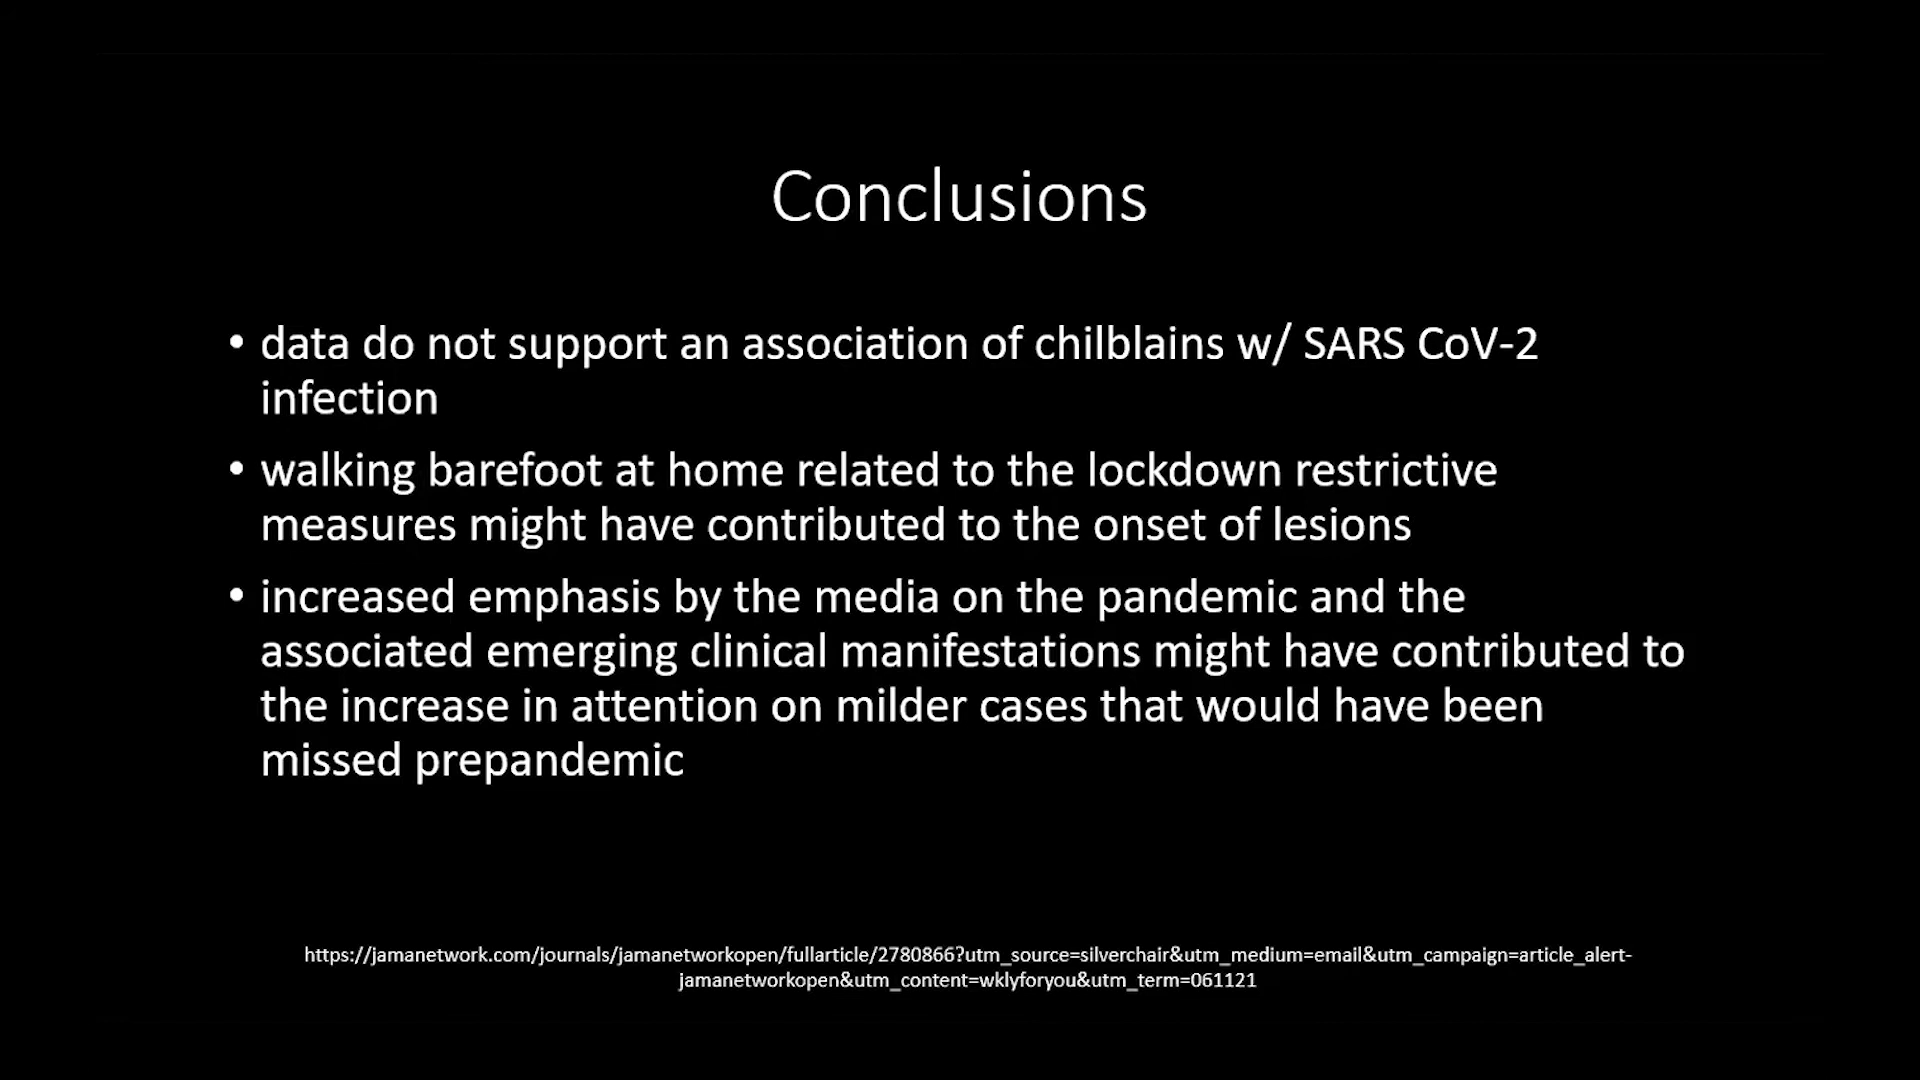 Conclusions
• data do not support an association of chilblains w/ SARS CoV-2
infection
• walking barefoot at home related to the lockdown restrictive
measures might have contributed to the onset of lesions
• increased emphasis by the media on the pandemic and the
associated emerging clinical manifestations might have contributed to
the increase in attention on milder cases that would have been
missed prepandemic
https://jamanetwork.com/journals/jamanetworkopen/fullarticle/2780866?utm_source=silverchair&utm_medium=email&utm_campaign=article_alert-
jamanetworkopen&utm_content=wklyforyou&utm_term=061121